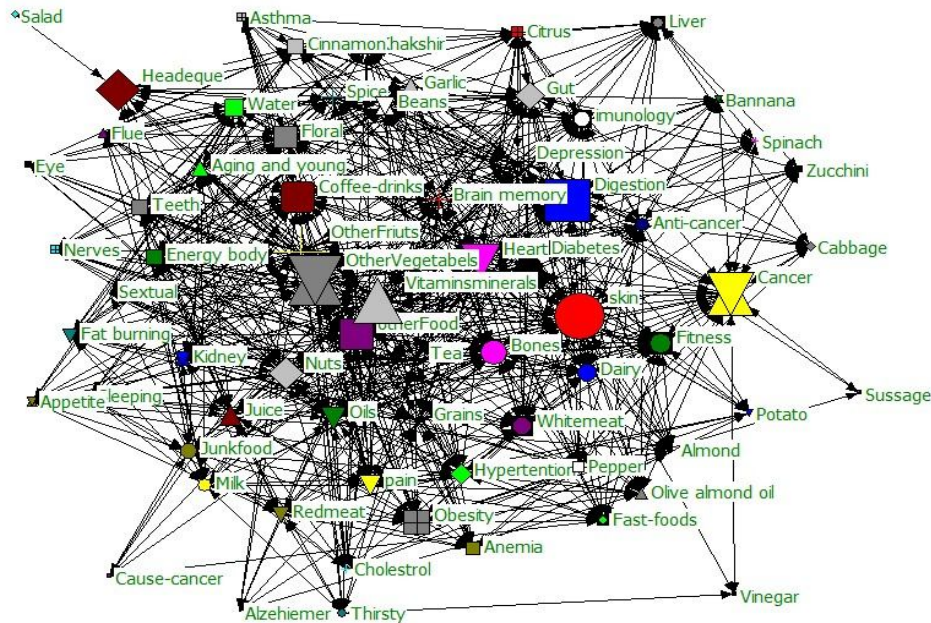 Salad
Asthma
Citrus
Liver
Cinnamon
hakshir
Headeque
Garlic
Gut
Spice
Water
Beans
Bannana
imunology
Flue
Floral
Spinach
Depression
Eye
Aging and young
Zucchini
Coffee-drinks
Brain memory
Digestion
Teeth
Anti-cancer
OtherFriuts
Nerves
Energy body
Heart
Diabetes
Cabbage
OtherVegetabels
Cancer
Vitaminsminerals
Sextual
skin
Fat burning
otherFood
Bones
Fitness
Kidney
Nuts
Tea
Dairy
Sussage
Appetite
leeping
Juice
Oils
Grains
Whitemeat
Potato
Junkfood
Almond
Milk
pain
Hypertention
Pepper
Olive almond oil
Redmeat
Obesity
Fast-foods
Anemia
Cholestrol
Cause-cancer
Vinegar
Alzehiemer
Thirsty